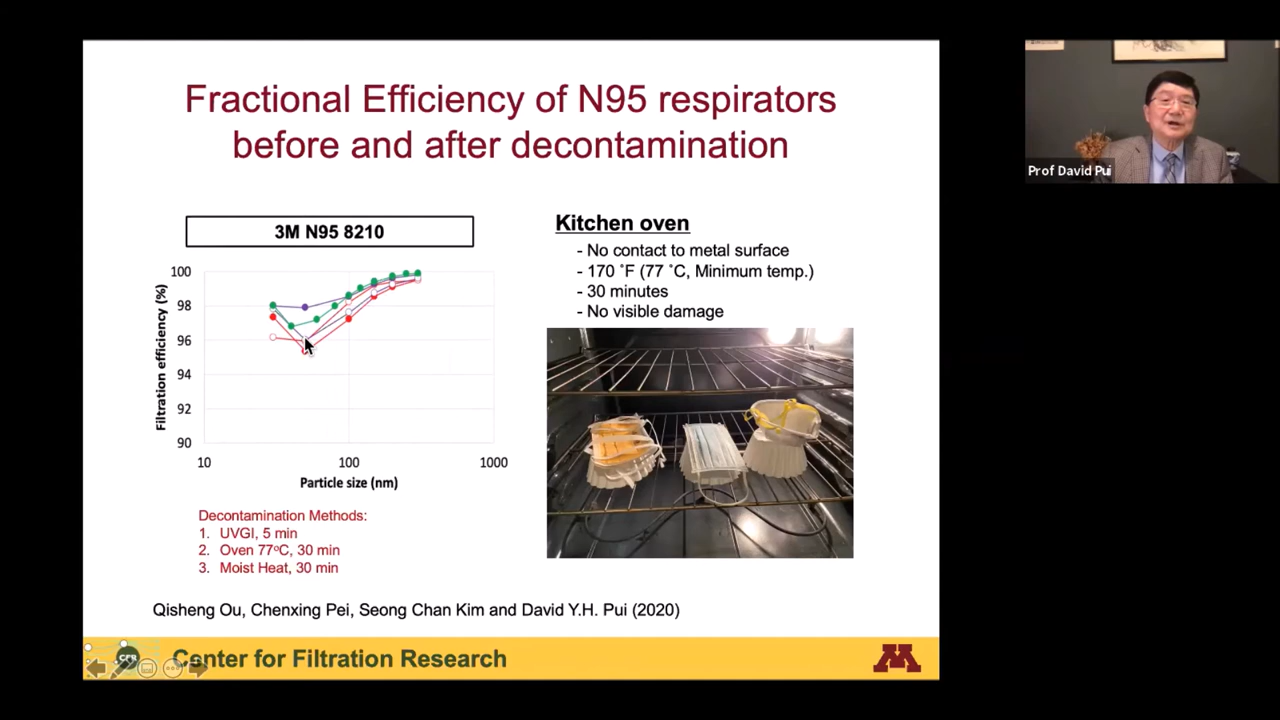 Fractional Efficiency of N95 respirators
before and after decontamination
3M N95 8210
100
98
96
94
92
90
Filtration efficiency (%)
10
100
1000
Particle size (nm)
Decontamination Methods:
1. UVGI, 5 min
2. Oven 77°C, 30 min
3. Moist Heat, 30 min
Kitchen oven
- No contact to metal surface
- 170 ˚F (77 ˚C, Minimum temp.)
- 30 minutes
- No visible damage
Qisheng Ou, Chenxing Pei, Seong Chan Kim and David Y.H. Pui (2020)
CFR
Center for Filtration Research
M
Prof David Pui